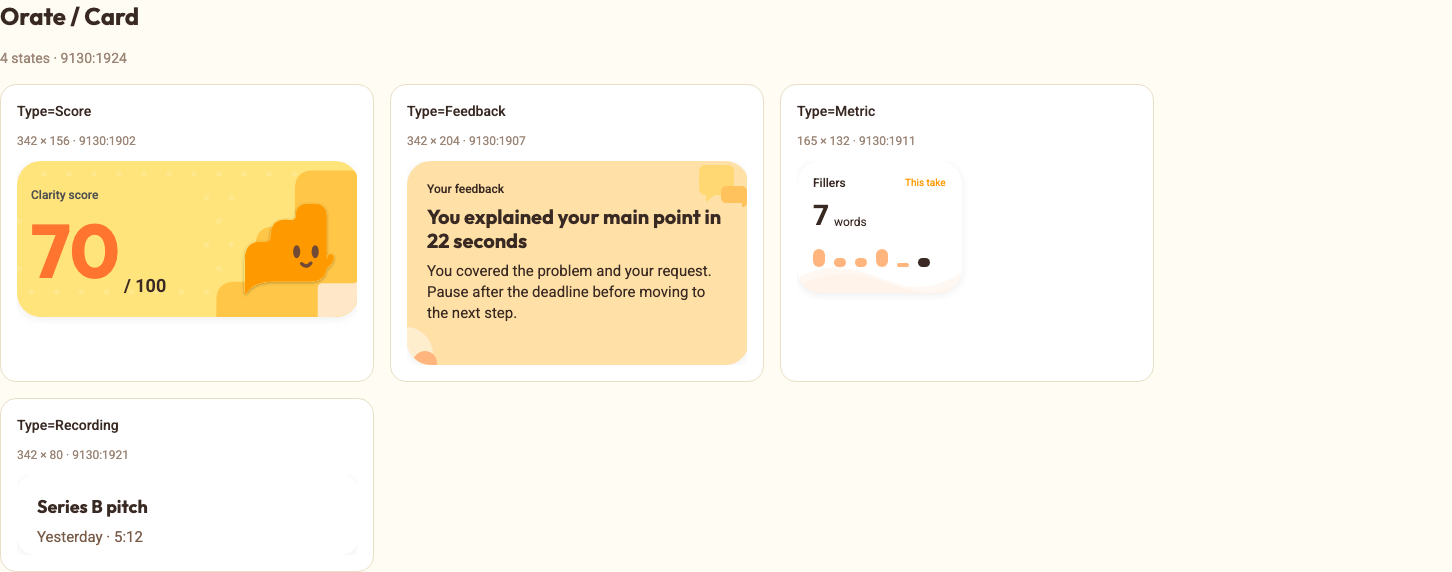 Orate / Card
4 states · 9130:1924
Type=Score
342 × 156 · 9130:1902
Clarity score
70
/ 100
Type=Feedback
342 × 204 · 9130:1907
Your feedback
You explained your main point in
22 seconds
You covered the problem and your request.
Pause after the deadline before moving to
the next step.
Type=Metric
165 × 132 · 9130:1911
Fillers
This take
7 words
Type=Recording
342 × 80 · 9130:1921
Series B pitch
Yesterday · 5:12